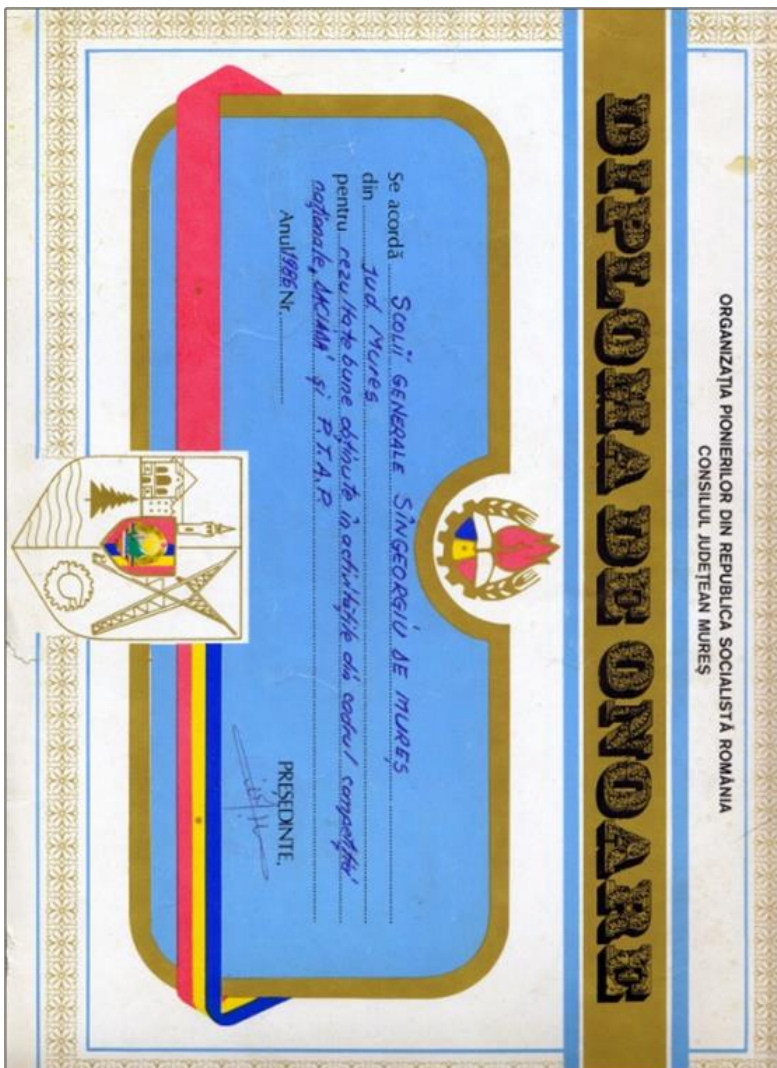 ORGANIZAȚIA PIONIERILOR DIN REPUBLICA SOCIALISTĂ ROMÂNIA
CONSILIUL JUDEȚEAN MUREȘ
DIPLOMA DE ONOARE
Se acordă SCOLII GENERALE SÎNGEORGIU DE MUREȘ
din Jud. Mureș
pentru rezultate bune obținute în activitățile din cadrul competiției
naționale, DACIADA" și P.T.A.P.
Anul 1986 Nr.
PREȘEDINTE,